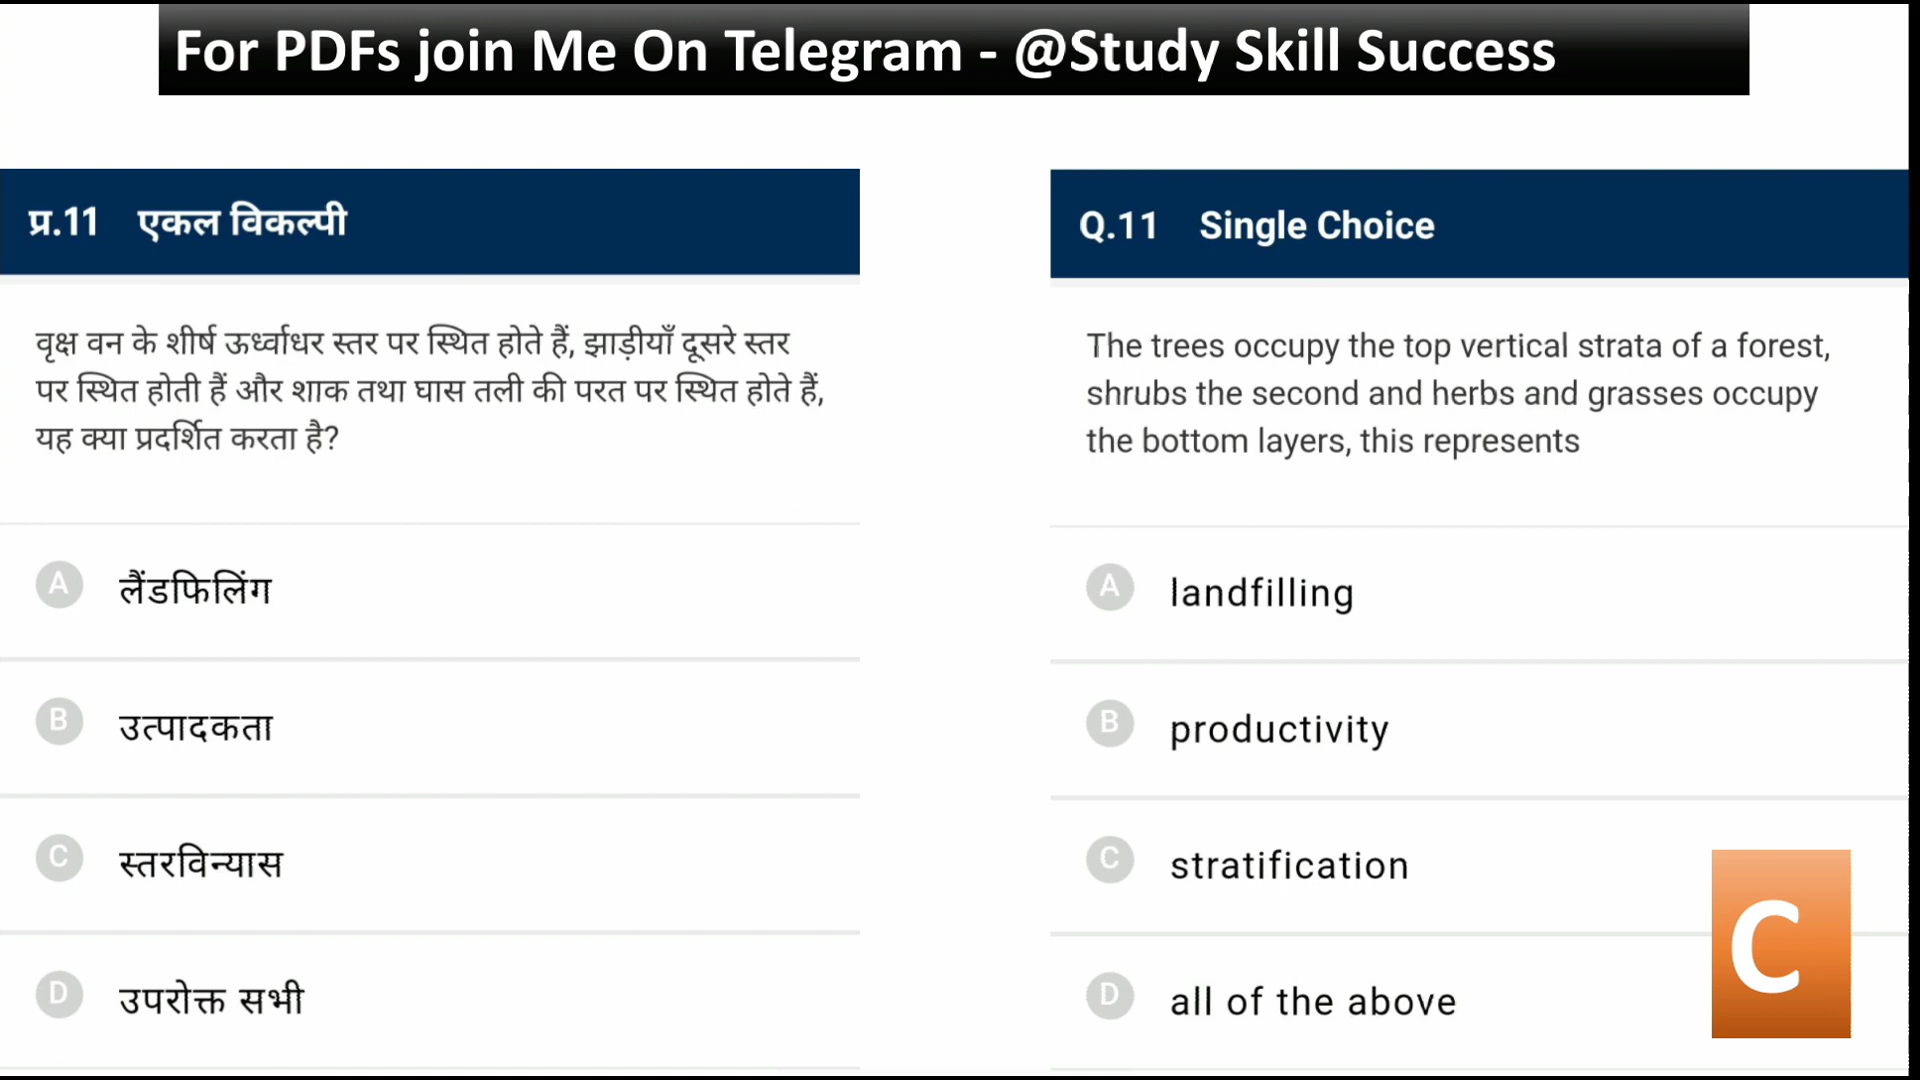 For PDFs join Me On Telegram - @Study Skill Success
प्र.11 एकल विकल्पी
वृक्ष वन के शीर्ष ऊर्ध्वाधर स्तर पर स्थित होते हैं, झाड़ीयाँ दूसरे स्तर
पर स्थित होती हैं और शाक तथा घास तली की परत पर स्थित होते हैं,
यह क्या प्रदर्शित करता है?
A लैंडफिलिंग
B उत्पादकता
C स्तरविन्यास
D उपरोक्त सभी
Q.11 Single Choice
The trees occupy the top vertical strata of a forest,
shrubs the second and herbs and grasses occupy
the bottom layers, this represents
A landfilling
B productivity
C stratification
D all of the above
C